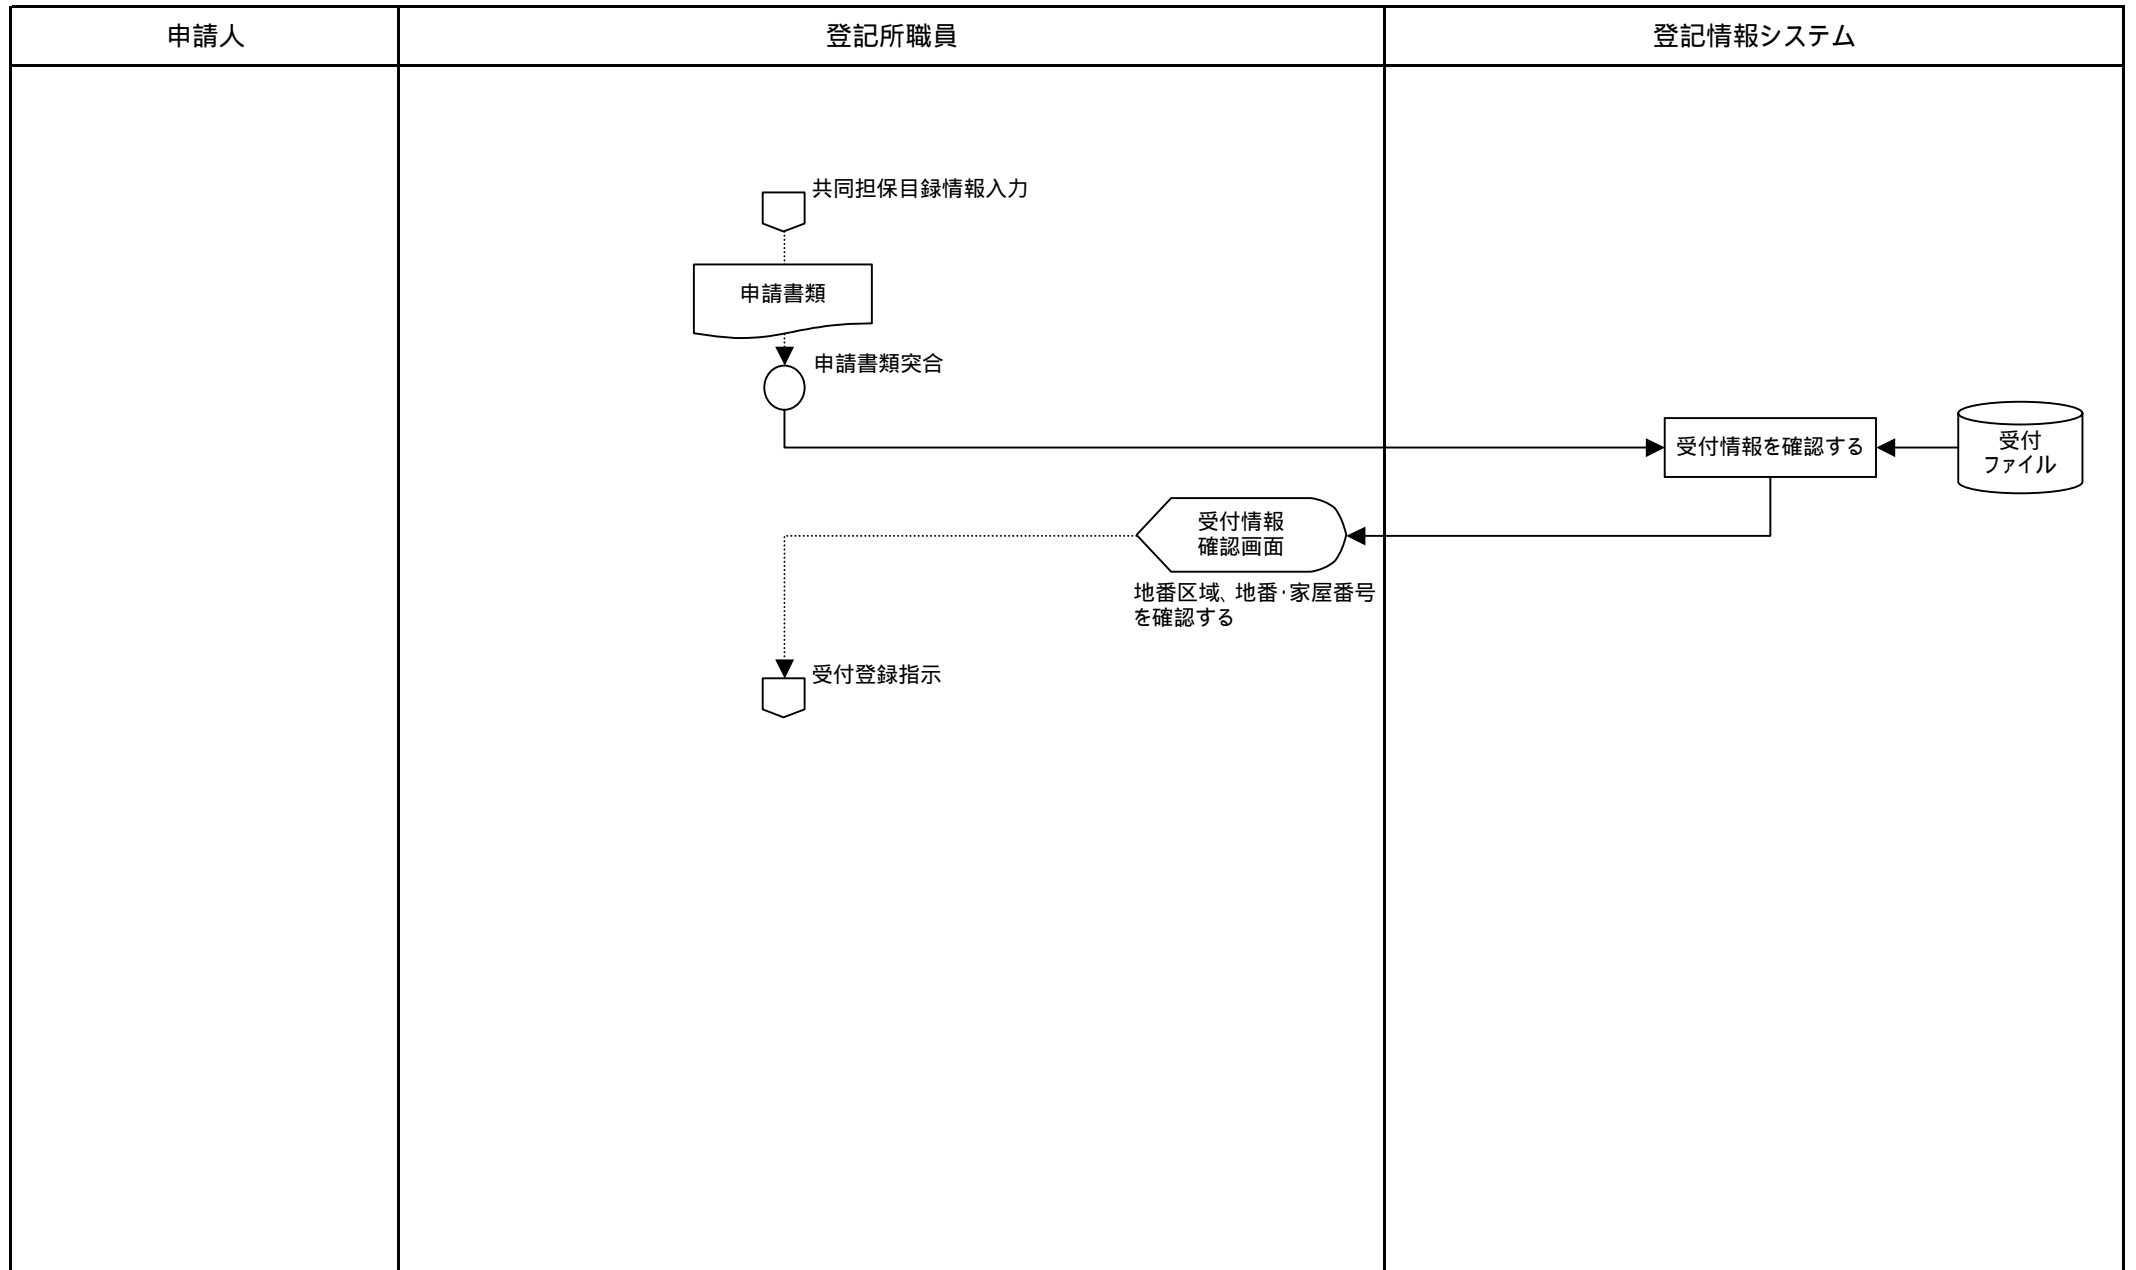 申請人
登記所職員
登記情報システム
共同担保目録情報入力
申請書類
申請書類突合
受付情報を確認する
受付
ファイル
受付情報
確認画面
地番区域、地番・家屋番号
を確認する
受付登録指示